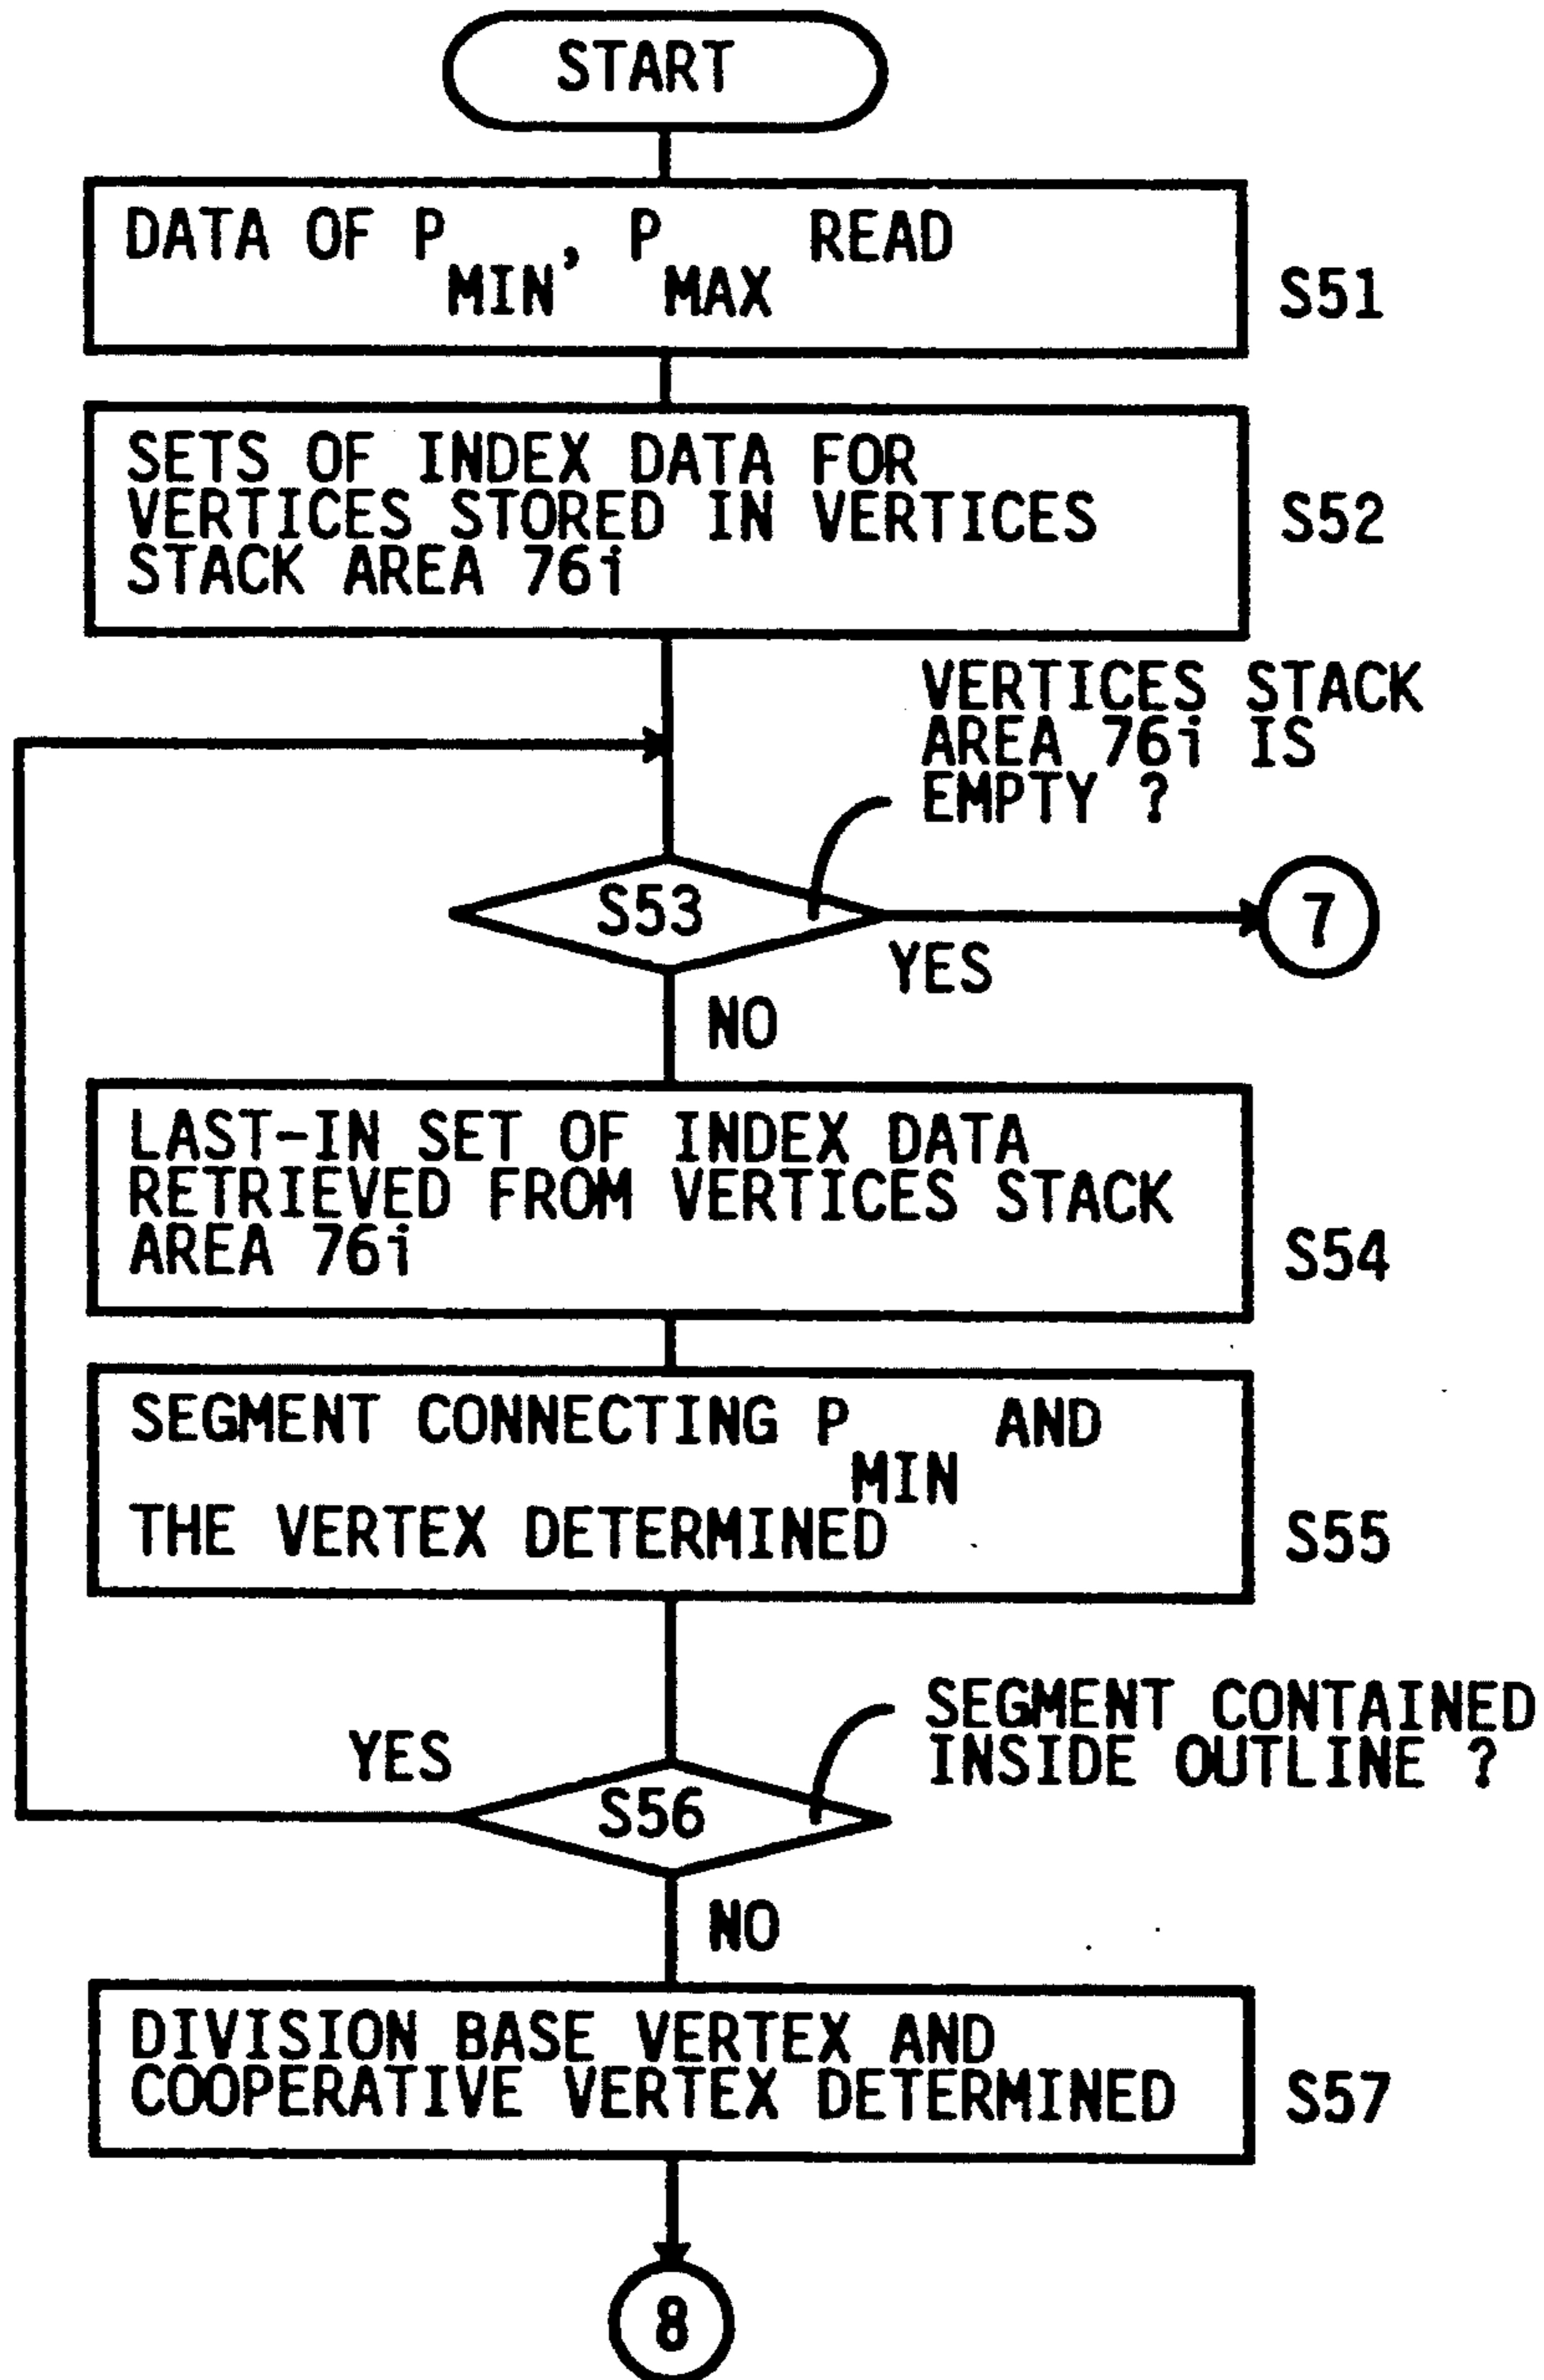 START
DATA OF P MIN, P MAX READ
S51
SETS OF INDEX DATA FOR
VERTICES STORED IN VERTICES
STACK AREA 76i
S52
VERTICES STACK
AREA 76i IS
EMPTY ?
S53
YES
7
NO
LAST-IN SET OF INDEX DATA
RETRIEVED FROM VERTICES STACK
AREA 76i
S54
SEGMENT CONNECTING P MIN AND
THE VERTEX DETERMINED
S55
SEGMENT CONTAINED
INSIDE OUTLINE ?
YES
S56
NO
DIVISION BASE VERTEX AND
COOPERATIVE VERTEX DETERMINED
S57
8